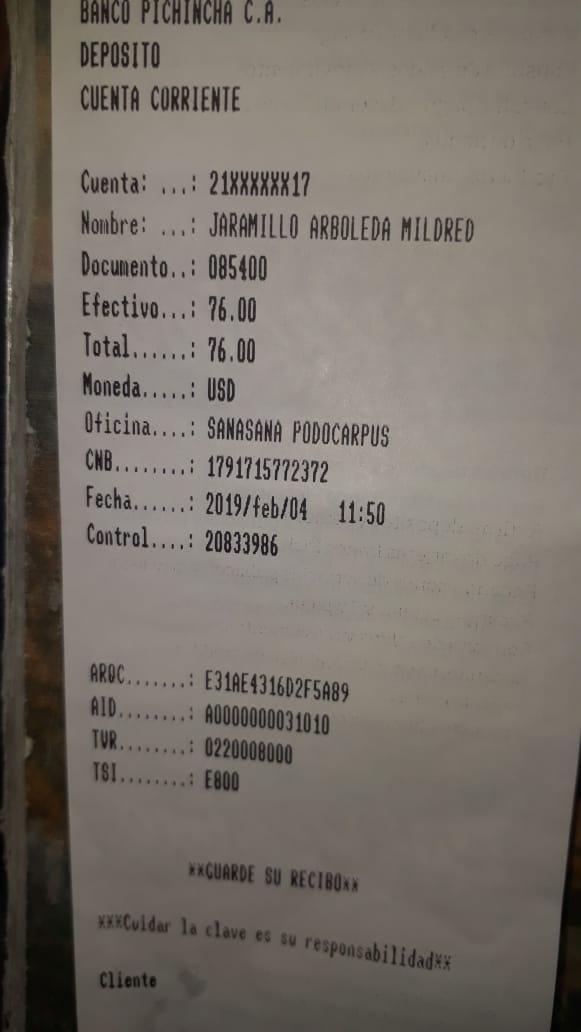 BANCO PICHINCHA C.A.
DEPOSITO
CUENTA CORRIENTE
Cuenta: ...: 21XXXXXX17
Nombre: ...: JARAMILLO ARBOLEDA MILDRED
Documento..: 085400
Efectivo...: 76.00
Total......: 76.00
Moneda.....: USD
Oficina....: SANASANA PODOCARPUS
CNB........: 1791715772372
Fecha......: 2019/feb/04 11:50
Control....: 20833986
ARQC.......: E31AE4316D2F5A89
AID........: A0000000031010
TVR........: 0220008000
TSI........: E800
**GUARDE SU RECIBO**
***Cuidar la clave es su responsabilidad**
Cliente